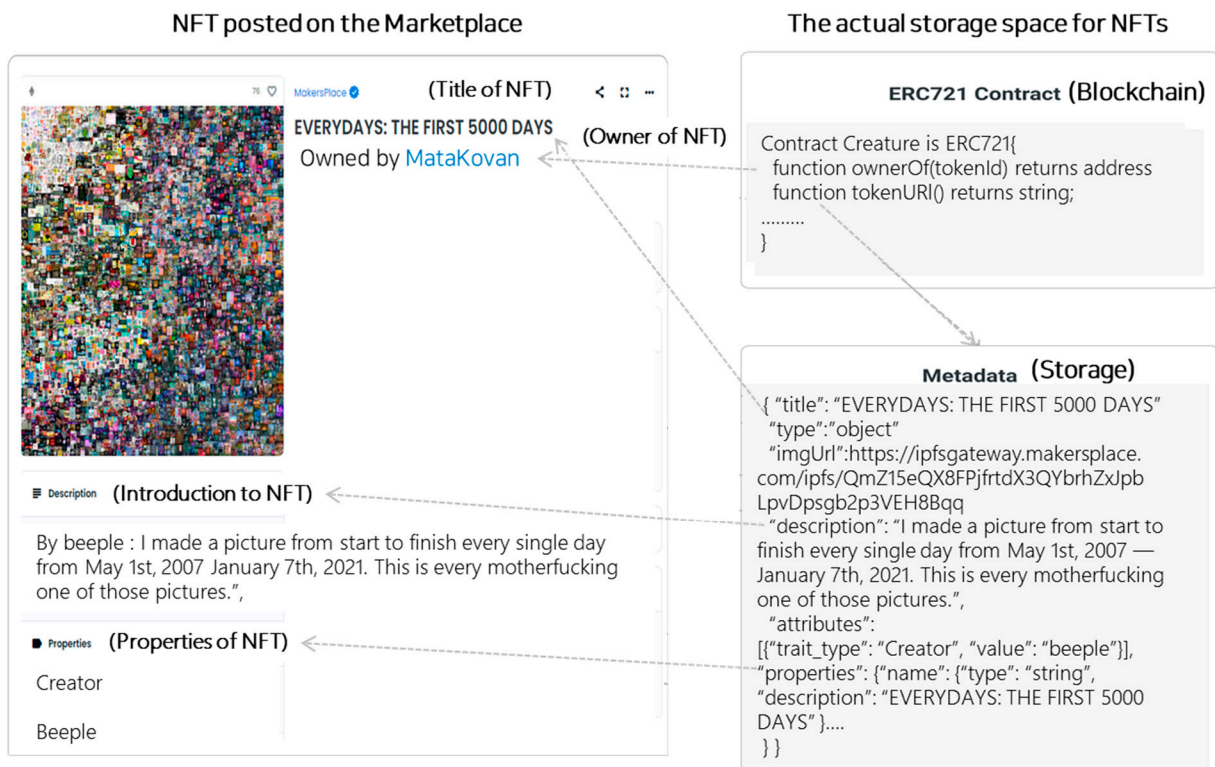 NFT posted on the Marketplace
The actual storage space for NFTs
76
MakersPlace
(Title of NFT)
EVERYDAYS: THE FIRST 5000 DAYS
(Owner of NFT)
Owned by MataKovan
Description
(Introduction to NFT)
By beeple : I made a picture from start to finish every single day
from May 1st, 2007 January 7th, 2021. This is every motherfucking
one of those pictures.”,
Properties
(Properties of NFT)
Creator
Beeple
ERC721 Contract (Blockchain)
Contract Creature is ERC721{
function ownerOf(tokenId) returns address
function tokenURI() returns string;
.........
}
Metadata (Storage)
{ “title”: “EVERYDAYS: THE FIRST 5000 DAYS”
“type”:”object”
“imgUrl”:https://ipfsgateway.makersplace.
com/ipfs/QmZ15eQX8FPjfrtdX3QYbrhZxJpb
LpvDpsgb2p3VEH8Bqq
“description”: “I made a picture from start to
finish every single day from May 1st, 2007 —
January 7th, 2021. This is every motherfucking
one of those pictures.”,
“attributes”:
[{“trait_type”: “Creator”, “value”: “beeple”}],
“properties”: {“name”: {“type”: “string”,
“description”: “EVERYDAYS: THE FIRST 5000
DAYS” }....
} }